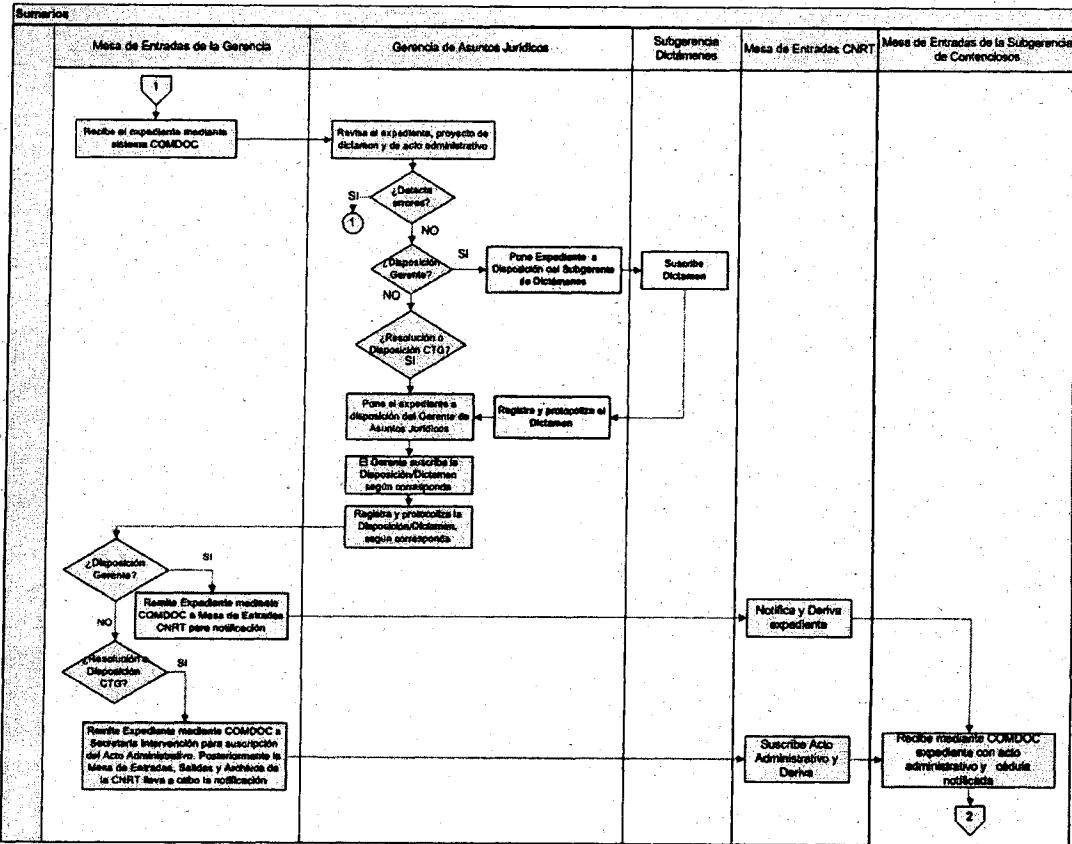 Sumarios
Mesa de Entradas de la Gerencia
Gerencia de Asuntos Jurídicos
Subgerencia
Dictámenes
Mesa de Entradas CNRT
Mesa de Entradas de la Subgerencia
de Contenciosos
1
Recibe el expediente mediante
sistema COMDOC
Revisa el expediente, proyecto de
dictamen y de acto administrativo
¿Detecta
errores?
SI
1
NO
¿Disposición
Gerente?
SI
Pone Expediente a
Disposición del Subgerente
de Dictámenes
Suscribe
Dictamen
NO
¿Resolución o
Disposición CTG?
SI
Pone el expediente a
disposición del Gerente de
Asuntos Jurídicos
Registra y protocoliza el
Dictamen
El Gerente suscribe la
Disposición/Dictamen
según corresponda
Registra y protocoliza la
Disposición/Dictamen,
según corresponda
¿Disposición
Gerente?
SI
Remite Expediente mediante
COMDOC a Mesa de Entradas
CNRT para notificación
Notifica y Deriva
expediente
NO
¿Resolución o
Disposición
CTG?
SI
Remite Expediente mediante COMDOC a
Secretaría Intervención para suscripción
del Acto Administrativo. Posteriormente la
Mesa de Entradas, Salidas y Archivos de
la CNRT lleva a cabo la notificación
Suscribe Acto
Administrativo y
Deriva
Recibe mediante COMDOC
expediente con acto
administrativo y cédula
notificada
2